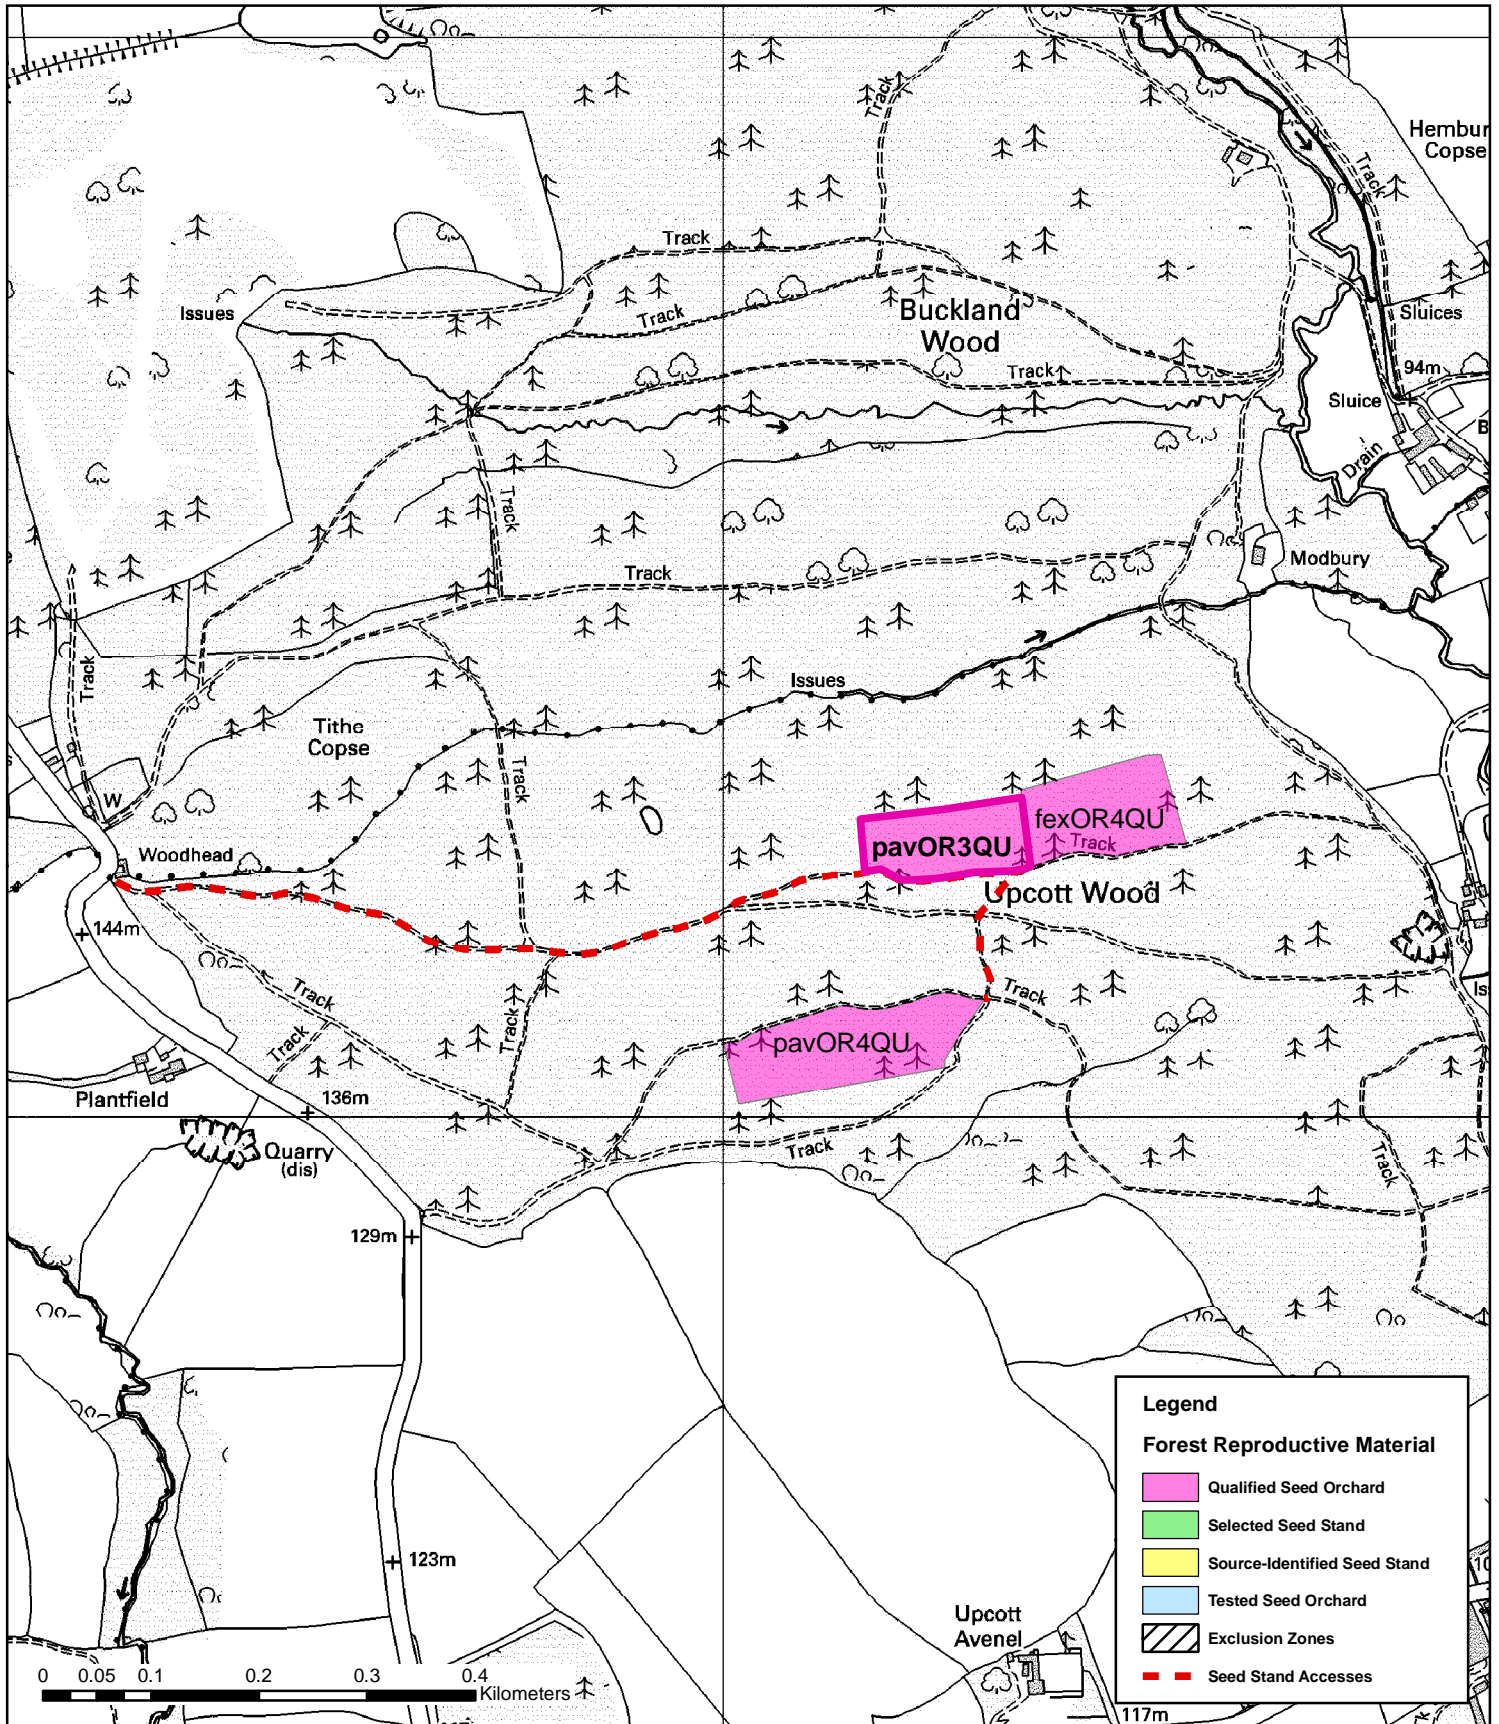 Track
Hembur
Copse
Track
Track
Issues
Track
Buckland
Wood
Sluices
Track
94m
Sluice
B
Drain
Track
Modbury
Track
Track
Issues
Tithe
Copse
Track
W
fexOR4QU
pavOR3QU
Track
Woodhead
Upcott Wood
144m
Track
Track
Is
Track
Track
pavOR4QU
Plantfield
136m
Quarry
(dis)
Track
Track
129m
Legend
Forest Reproductive Material
Qualified Seed Orchard
Selected Seed Stand
123m
Source-Identified Seed Stand
10
Tested Seed Orchard
Upcott
Avenel
Exclusion Zones
Seed Stand Accesses
0 0.05 0.1 0.2 0.3 0.4
Kilometers
117m